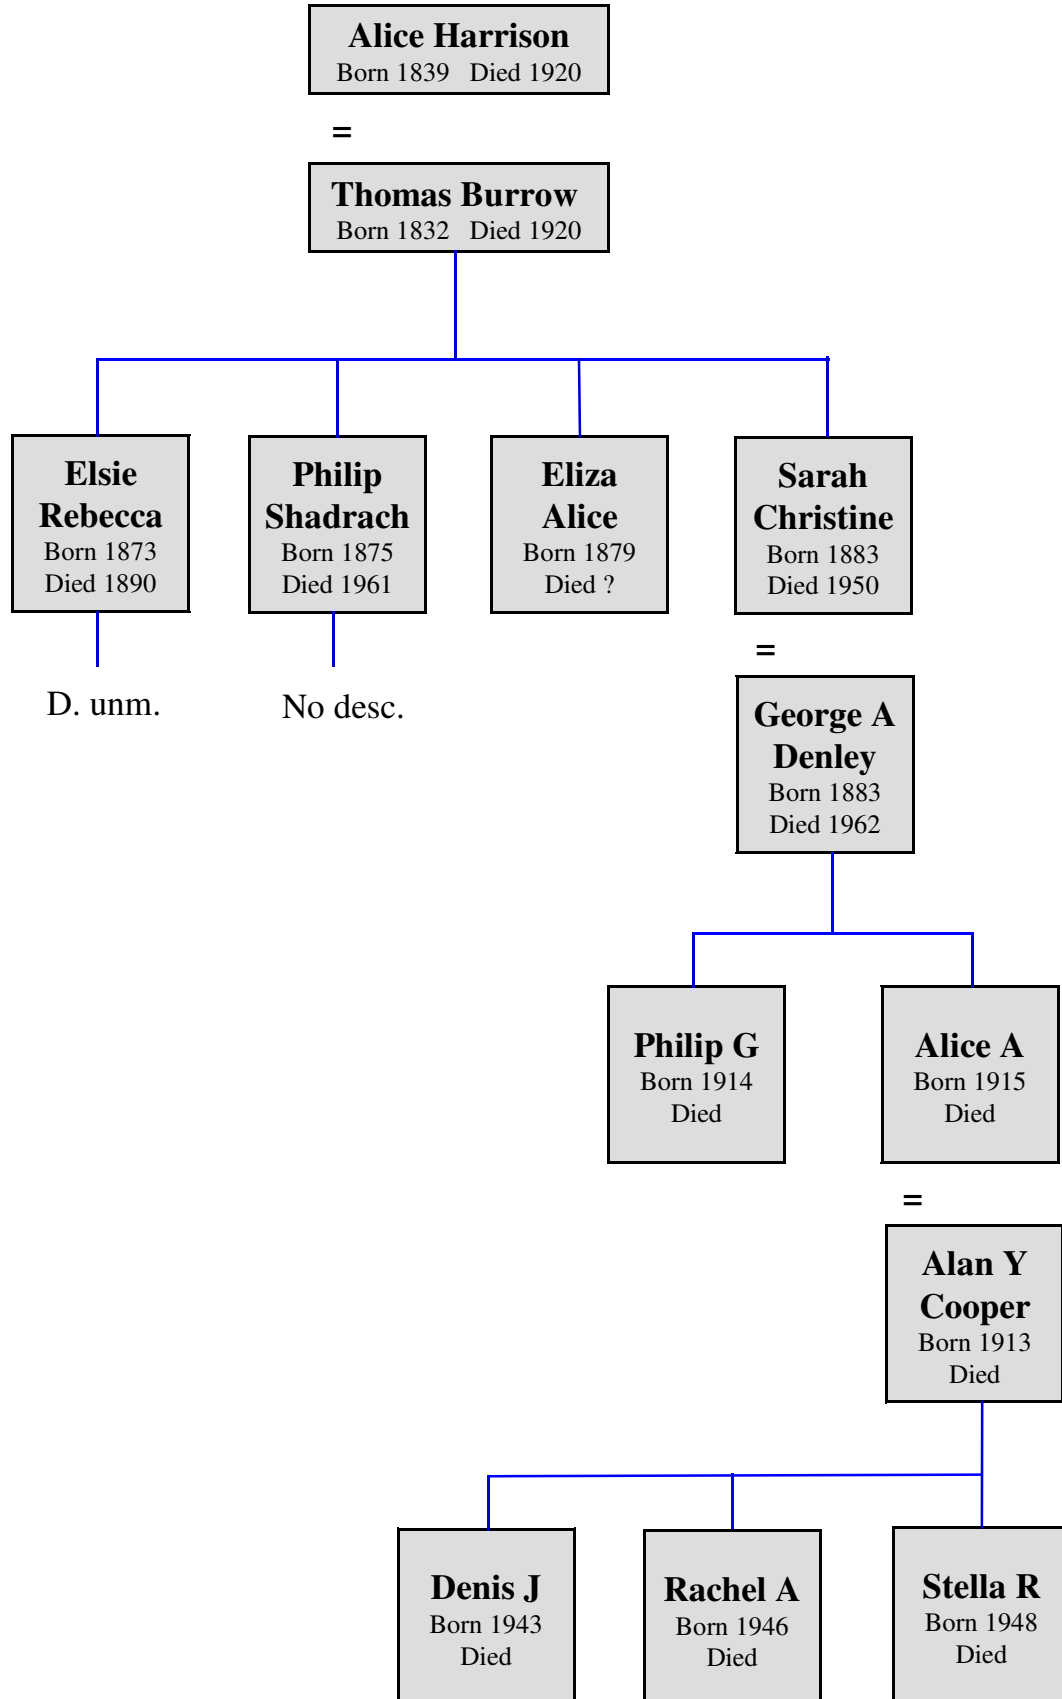 Alice Harrison
Born 1839 Died 1920
=
Thomas Burrow
Born 1832 Died 1920
Elsie
Rebecca
Born 1873
Died 1890
Philip
Shadrach
Born 1875
Died 1961
Eliza
Alice
Born 1879
Died ?
Sarah
Christine
Born 1883
Died 1950
D. unm.
No desc.
=
George A
Denley
Born 1883
Died 1962
Philip G
Born 1914
Died
Alice A
Born 1915
Died
=
Alan Y
Cooper
Born 1913
Died
Denis J
Born 1943
Died
Rachel A
Born 1946
Died
Stella R
Born 1948
Died